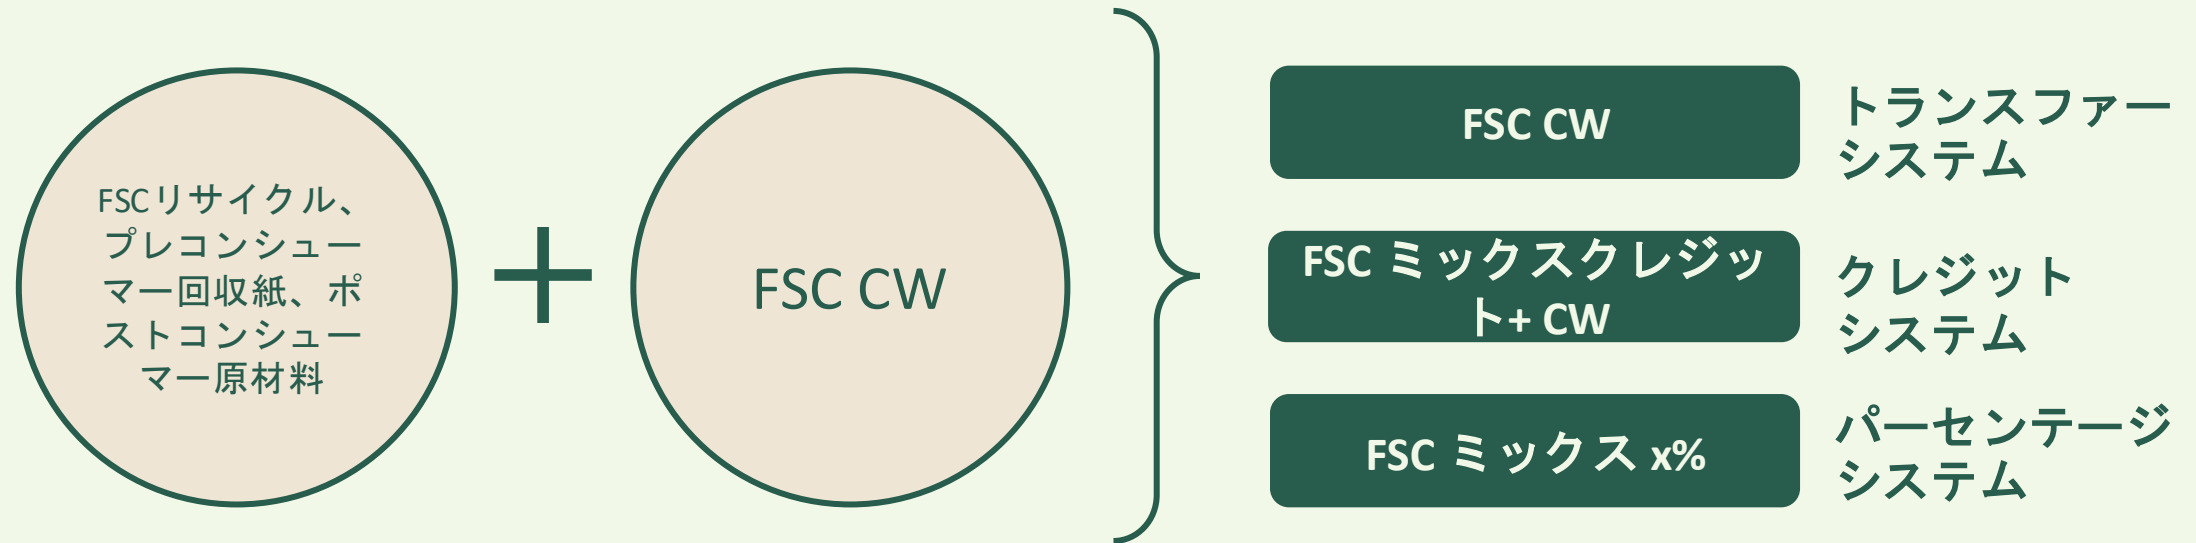 FSCリサイクル、
プレコンシュー
マー回収紙、ポ
ストコンシュー
マー原材料
FSC CW
FSC CW
トランスファー
システム
FSC ミックスクレジッ
ト+ CW
クレジット
システム
FSC ミックス x%
パーセンテージ
システム